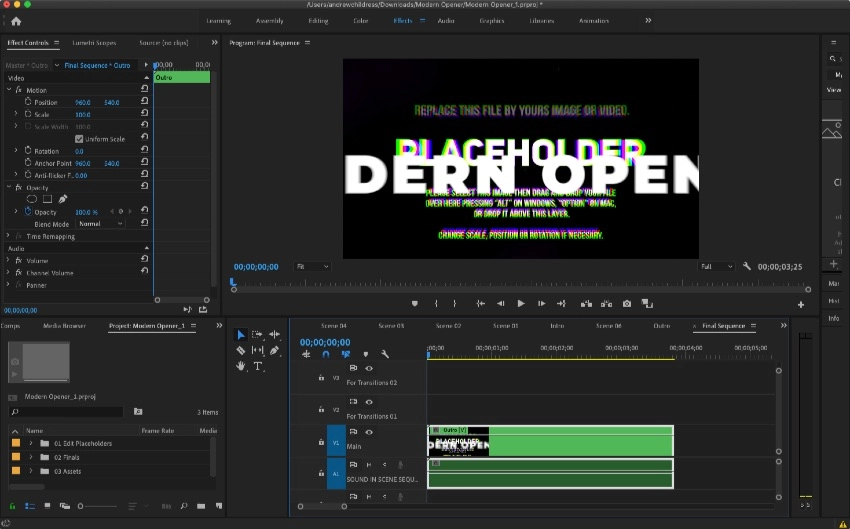 /Users/andrewchildress/Downloads/Modern Opener/Modern Opener_1.prproj *
Learning Assembly Editing Color Effects Audio Graphics Libraries Animators
Effect Controls Lumetri Scopes Source (no clips)
Program: Final Sequence
Master * Outro Final Sequence * Outro
Video
Outro
fx Motion
Position 960.0 540.0
Scale 100.0
Scale Width 100.0
Uniform Scale
Rotation 0.0
Anchor Point 960.0 540.0
Anti-flicker F.. 0.00
fx Opacity
Opacity 100.0 %
Blend Mode Normal
Time Remapping
Audio
fx Volume
fx Channel Volume
fx Panner
00;00;00;00
REPLACE THIS FILE BY YOURS IMAGE OR VIDEO.
PLACEHOLDER
DERN OPEN
PLEASE SELECT THIS IMAGE THEN DRAG AND DROP YOUR FILE
OVER HERE PRESSING "ALT" ON WINDOWS, "OPTION" ON MAC,
OR DROP IT ABOVE THIS LAYER.
CHANGE SCALE, POSITION OR ROTATION IF NECESSARY.
00;00;00;00 Fit Full 00;00;03;25
View
Mar
Hist
Info
Comps Media Browser Project: Modern Opener_1
Modern Opener_1.prproj
3 Items
Name Frame Rate Media
01 Edit Placeholders
02 Finals
03 Assets
Scene 04 Scene 03 Scene 02 Scene 01 Intro Scene 06 Outro Final Sequence
00;00;00;00
00;00 00;00;01;00 00;00;02;00 00;00;03;00 00;00;04;00 00;00;05;00
V3 For Transitions 02
V2 For Transitions 01
V1 Main
Outro [V]
PLACEHOLDER
DERN OPEN
A1 M S
SOUND IN SCENE SEQU...
M S
S S